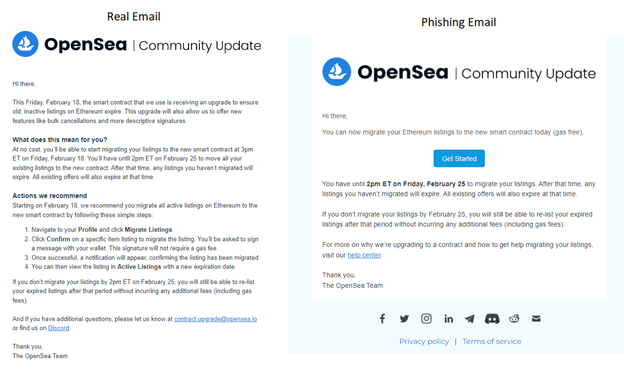 Real Email
OpenSea | Community Update
Hi there,
This Friday, February 18, the smart contract that we use is receiving an upgrade to ensure
old, inactive listings on Ethereum expire. This upgrade will also allow us to offer new
features like bulk cancellations and more descriptive signatures.
What does this mean for you?
At no cost, you'll be able to start migrating your listings to the new smart contract at 3pm
ET on Friday, February 18. You'll have until 2pm ET on February 25 to move all your
existing listings to the new contract. After that time, any listings you haven't migrated will
expire. All existing offers will also expire at that time.
Actions we recommend
Starting on February 18, we recommend you migrate all active listings on Ethereum to the
new smart contract by following these simple steps:
1. Navigate to your Profile and click Migrate Listings.
2. Click Confirm on a specific item listing to migrate the listing. You'll be asked to sign
a message with your wallet. This signature will not require a gas fee.
3. Once successful, a notification will appear, confirming the listing has been migrated.
4. You can then view the listing in Active Listings with a new expiration date.
If you don't migrate your listings by 2pm ET on February 25, you will still be able to re-list
your expired listings after that period without incurring any additional fees (including gas
fees).
And if you have additional questions, please let us know at contract.upgrade@opensea.io
or find us on Discord.
Thank you,
The OpenSea Team
Phishing Email
OpenSea | Community Update
Hi there,
You can now migrate your Ethereum listings to the new smart contract today (gas free).
Get Started
You have until 2pm ET on Friday, February 25 to migrate your listings. After that time, any
listings you haven't migrated will expire. All existing offers will also expire at that time.
If you don't migrate your listings by February 25, you will still be able to re-list your expired
listings after that period without incurring any additional fees (including gas fees).
For more on why we're upgrading to a contract and how to get help migrating your listings,
visit our help center.
Thank you,
The OpenSea Team
Privacy policy | Terms of service